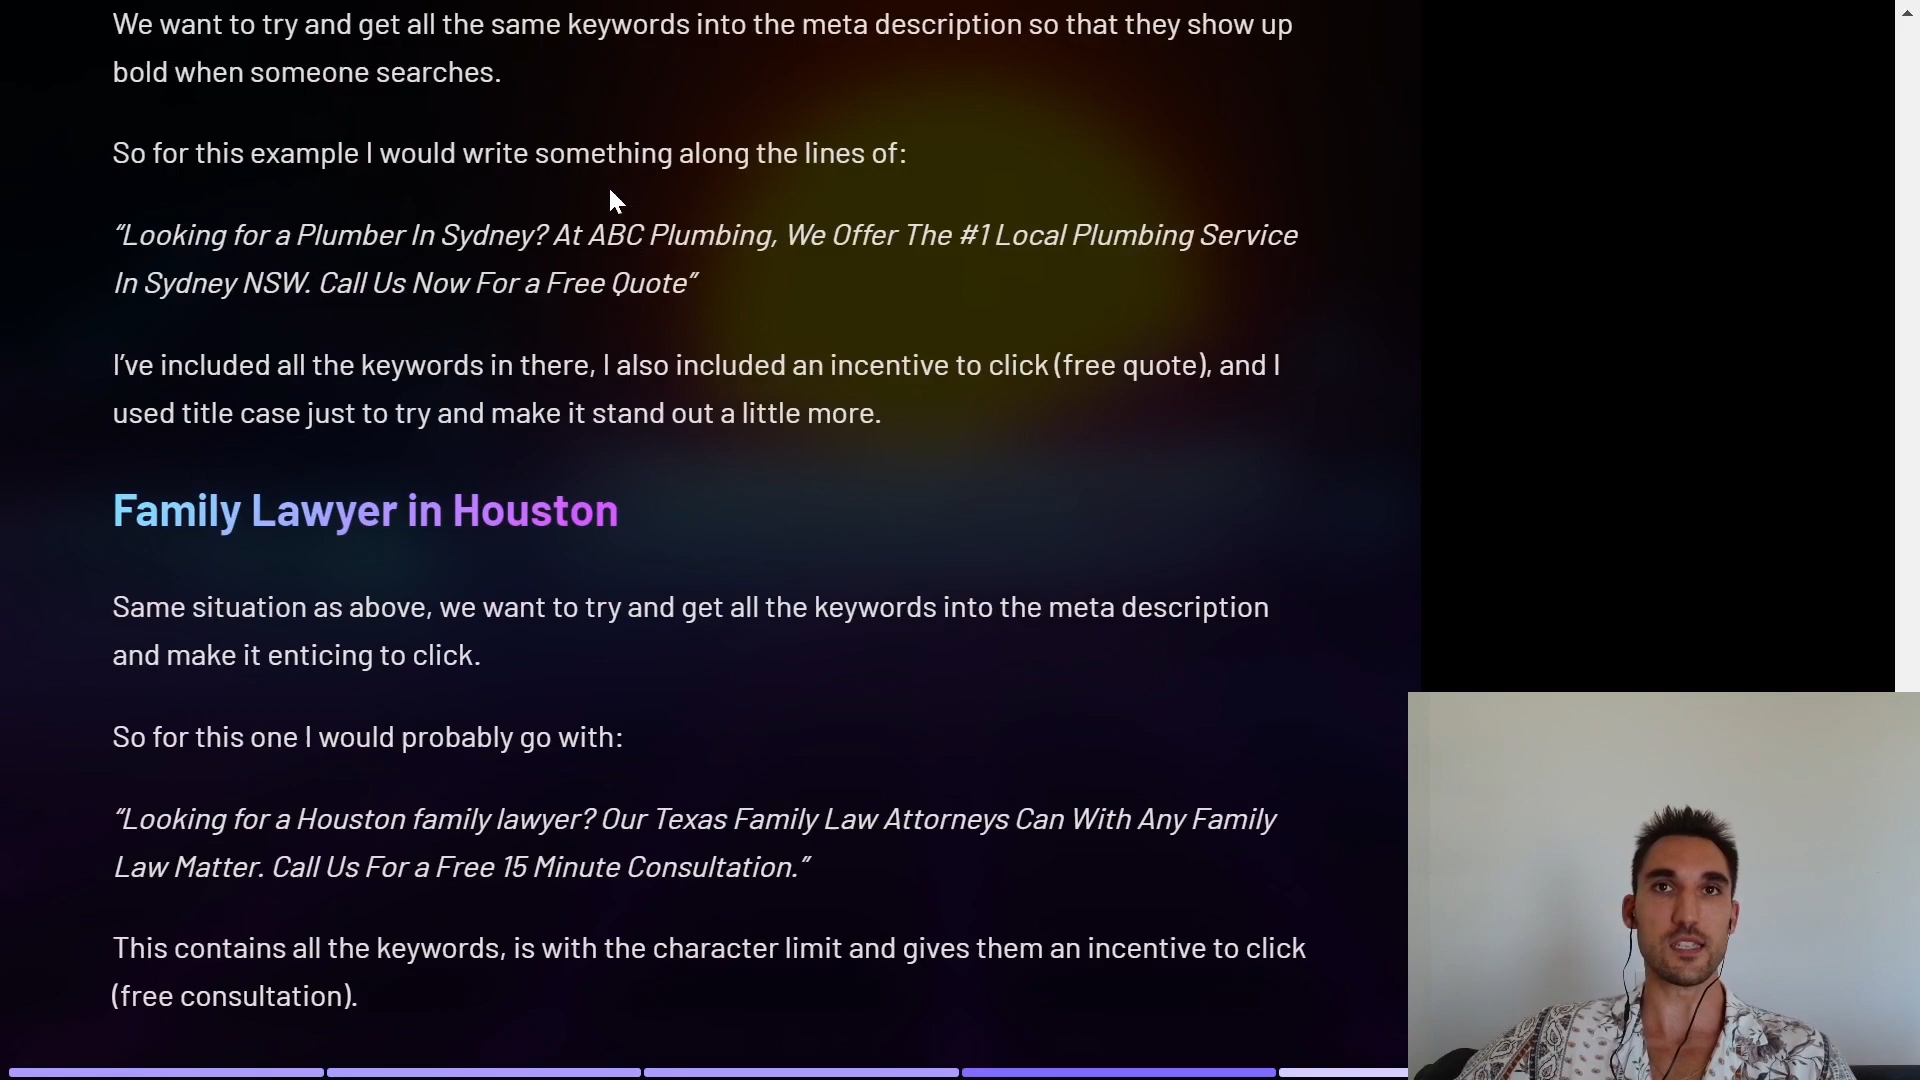 We want to try and get all the same keywords into the meta description so that they show up
bold when someone searches.
So for this example I would write something along the lines of:
“Looking for a Plumber In Sydney? At ABC Plumbing, We Offer The #1 Local Plumbing Service
In Sydney NSW. Call Us Now For a Free Quote”
I’ve included all the keywords in there, I also included an incentive to click (free quote), and I
used title case just to try and make it stand out a little more.
Family Lawyer in Houston
Same situation as above, we want to try and get all the keywords into the meta description
and make it enticing to click.
So for this one I would probably go with:
“Looking for a Houston family lawyer? Our Texas Family Law Attorneys Can With Any Family
Law Matter. Call Us For a Free 15 Minute Consultation.”
This contains all the keywords, is with the character limit and gives them an incentive to click
(free consultation).